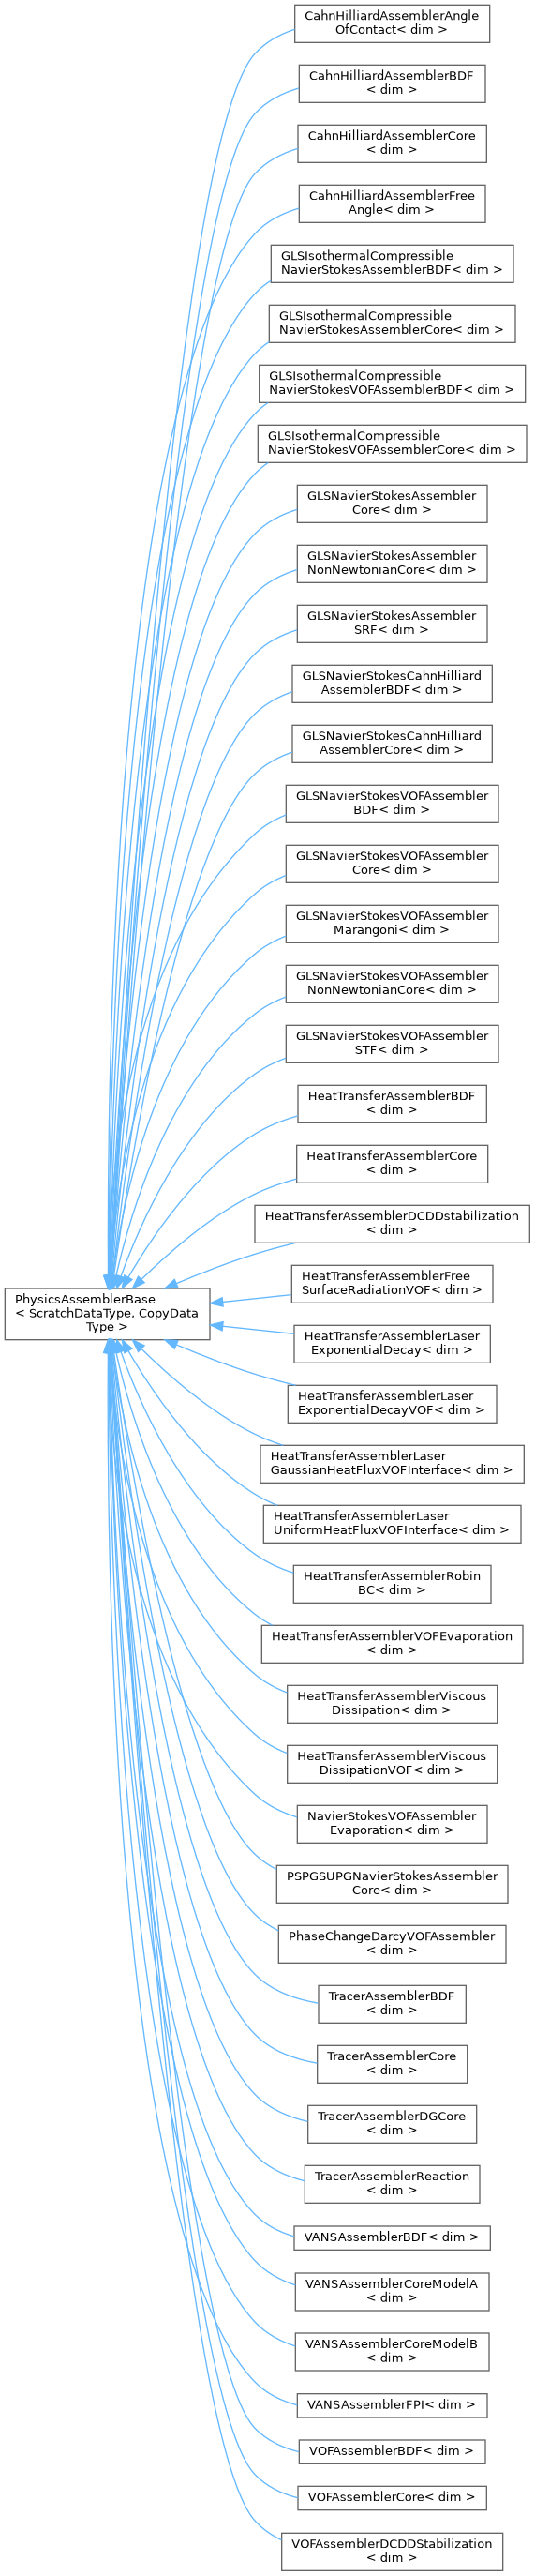 CahnHilliardAssemblerAngle
OfContact< dim >
CahnHilliardAssemblerBDF
< dim >
CahnHilliardAssemblerCore
< dim >
CahnHilliardAssemblerFree
Angle< dim >
GLSIsothermalCompressible
NavierStokesAssemblerBDF< dim >
GLSIsothermalCompressible
NavierStokesAssemblerCore< dim >
GLSIsothermalCompressible
NavierStokesVOFAssemblerBDF< dim >
GLSIsothermalCompressible
NavierStokesVOFAssemblerCore< dim >
GLSNavierStokesAssembler
Core< dim >
GLSNavierStokesAssembler
NonNewtonianCore< dim >
GLSNavierStokesAssembler
SRF< dim >
GLSNavierStokesCahnHilliard
AssemblerBDF< dim >
GLSNavierStokesCahnHilliard
AssemblerCore< dim >
GLSNavierStokesVOFAssembler
BDF< dim >
GLSNavierStokesVOFAssembler
Core< dim >
GLSNavierStokesVOFAssembler
Marangoni< dim >
GLSNavierStokesVOFAssembler
NonNewtonianCore< dim >
GLSNavierStokesVOFAssembler
STF< dim >
HeatTransferAssemblerBDF
< dim >
HeatTransferAssemblerCore
< dim >
HeatTransferAssemblerDCDDstabilization
< dim >
PhysicsAssemblerBase
< ScratchDataType, CopyData
Type >
HeatTransferAssemblerFree
SurfaceRadiationVOF< dim >
HeatTransferAssemblerLaser
ExponentialDecay< dim >
HeatTransferAssemblerLaser
ExponentialDecayVOF< dim >
HeatTransferAssemblerLaser
GaussianHeatFluxVOFInterface< dim >
HeatTransferAssemblerLaser
UniformHeatFluxVOFInterface< dim >
HeatTransferAssemblerRobin
BC< dim >
HeatTransferAssemblerVOFEvaporation
< dim >
HeatTransferAssemblerViscous
Dissipation< dim >
HeatTransferAssemblerViscous
DissipationVOF< dim >
NavierStokesVOFAssembler
Evaporation< dim >
PSPGSUPGNavierStokesAssembler
Core< dim >
PhaseChangeDarcyVOFAssembler
< dim >
TracerAssemblerBDF
< dim >
TracerAssemblerCore
< dim >
TracerAssemblerDGCore
< dim >
TracerAssemblerReaction
< dim >
VANSAssemblerBDF< dim >
VANSAssemblerCoreModelA
< dim >
VANSAssemblerCoreModelB
< dim >
VANSAssemblerFPI< dim >
VOFAssemblerBDF< dim >
VOFAssemblerCore< dim >
VOFAssemblerDCDDStabilization
< dim >